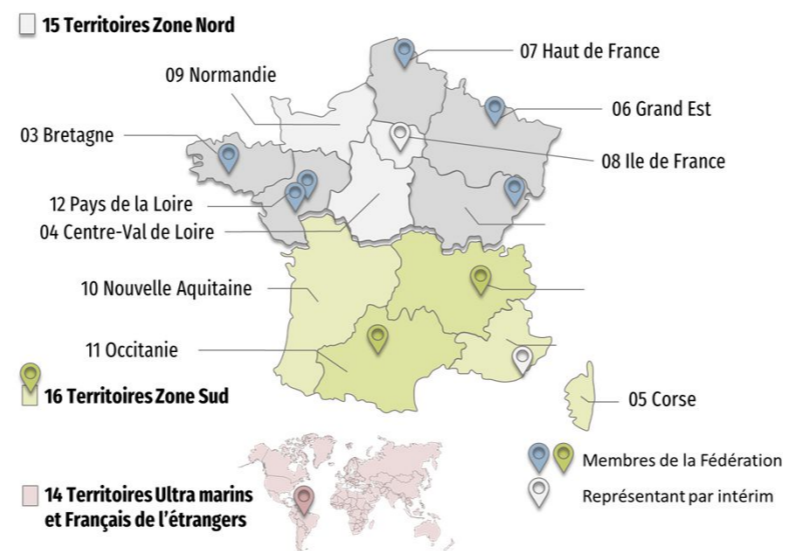 15 Territoires Zone Nord
07 Haut de France
09 Normandie
06 Grand Est
03 Bretagne
08 Ile de France
12 Pays de la Loire
04 Centre-Val de Loire
10 Nouvelle Aquitaine
11 Occitanie
16 Territoires Zone Sud
05 Corse
Membres de la Fédération
Représentant par intérim
14 Territoires Ultra marins
et Français de l'étrangers